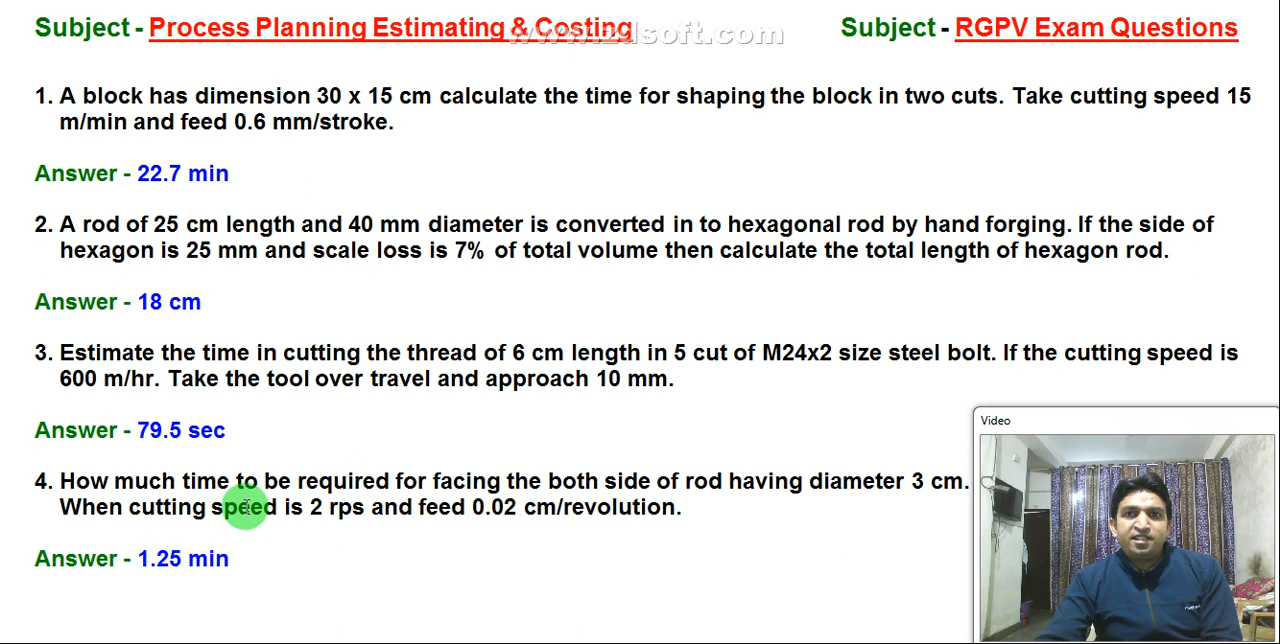 Subject - Process Planning Estimating & Costing Subject - RGPV Exam Questions
1. A block has dimension 30 x 15 cm calculate the time for shaping the block in two cuts. Take cutting speed 15
m/min and feed 0.6 mm/stroke.
Answer - 22.7 min
2. A rod of 25 cm length and 40 mm diameter is converted in to hexagonal rod by hand forging. If the side of
hexagon is 25 mm and scale loss is 7% of total volume then calculate the total length of hexagon rod.
Answer - 18 cm
3. Estimate the time in cutting the thread of 6 cm length in 5 cut of M24x2 size steel bolt. If the cutting speed is
600 m/hr. Take the tool over travel and approach 10 mm.
Answer - 79.5 sec
Video
4. How much time to be required for facing the both side of rod having diameter 3 cm.
When cutting speed is 2 rps and feed 0.02 cm/revolution.
Answer - 1.25 min